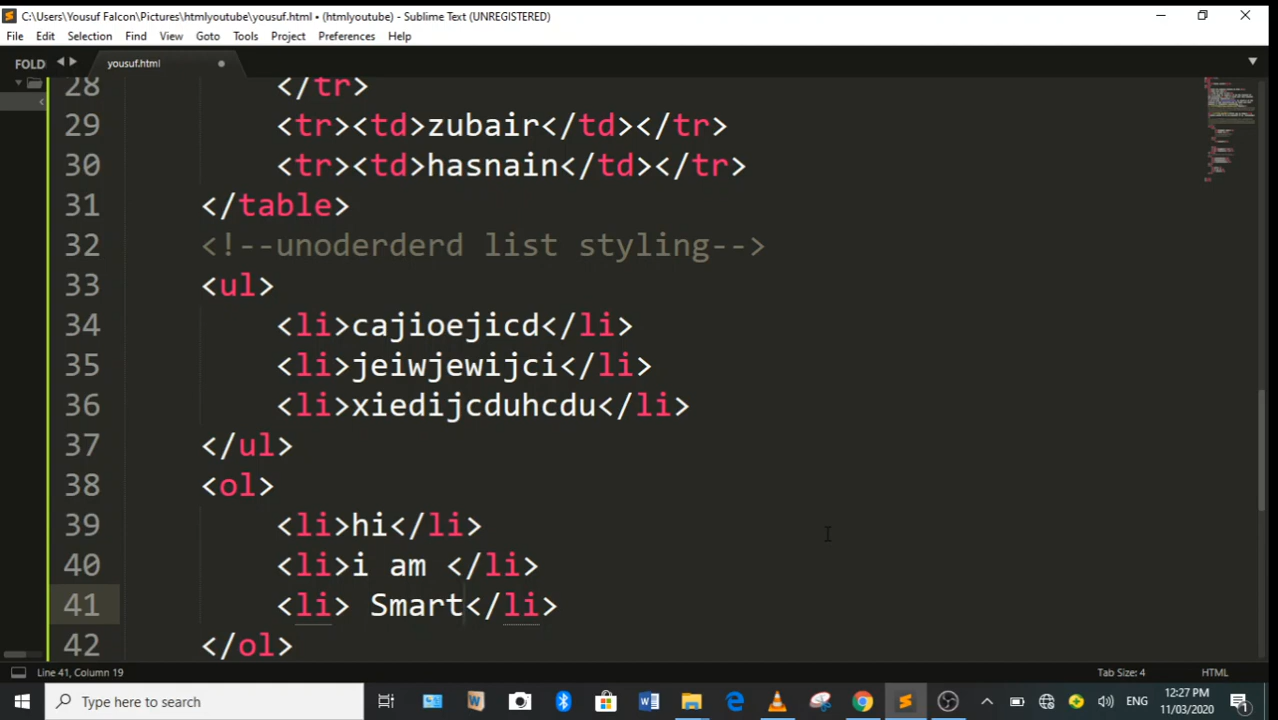 C:\Users\Yousuf Falcon\Pictures\htmlyoutube\yousuf.html • (htmlyoutube) - Sublime Text (UNREGISTERED)
File Edit Selection Find View Goto Tools Project Preferences Help
FOLD yousuf.html
28 </tr>
29 <tr><td>zubair</td></tr>
30 <tr><td>hasnain</td></tr>
31 </table>
32 <!--unoderderd list styling-->
33 <ul>
34 <li>cajioejicd</li>
35 <li>jeiwjewijci</li>
36 <li>xiedijcduhcdu</li>
37 </ul>
38 <ol>
39 <li>hi</li>
40 <li>i am </li>
41 <li> Smart</li>
42 </ol>
Line 41, Column 19 Tab Size: 4 HTML
Type here to search ENG 12:27 PM
11/03/2020 1